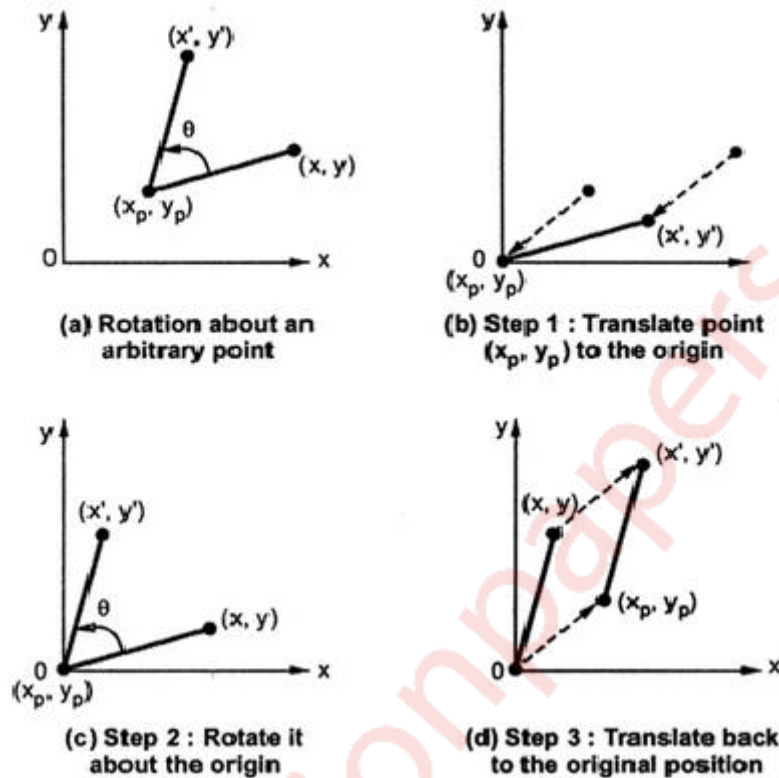 y
(x', y')
θ
(x, y)
(xp, yp)
0
x
(a) Rotation about an
arbitrary point
y
(x', y')
0
(xp, yp)
(b) Step 1 : Translate point
(xp, yp) to the origin
y
(x', y')
θ
(x, y)
0
x
(xp, yp)
(c) Step 2 : Rotate it
about the origin
y
(x', y')
(x, y)
(xp, yp)
0
x
(d) Step 3 : Translate back
to the original position
ionpapers